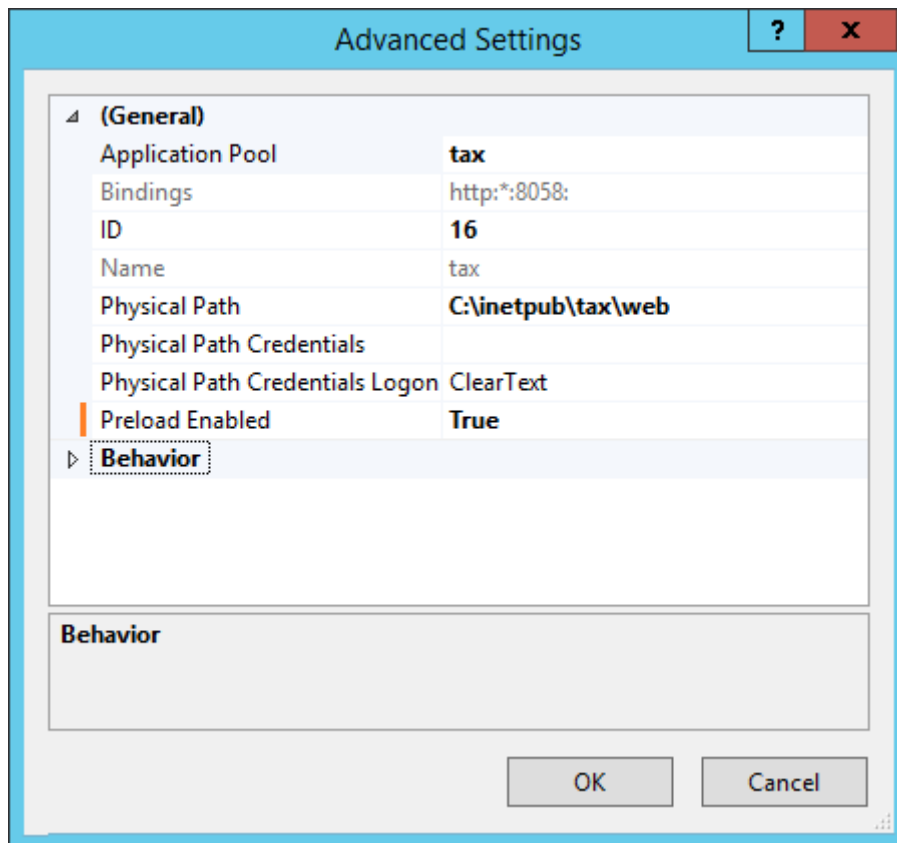 Advanced Settings ? x
(General)
Application Pool tax
Bindings http:*:8058:
ID 16
Name tax
Physical Path C:\inetpub\tax\web
Physical Path Credentials
Physical Path Credentials Logon ClearText
Preload Enabled True
Behavior
Behavior
OK Cancel